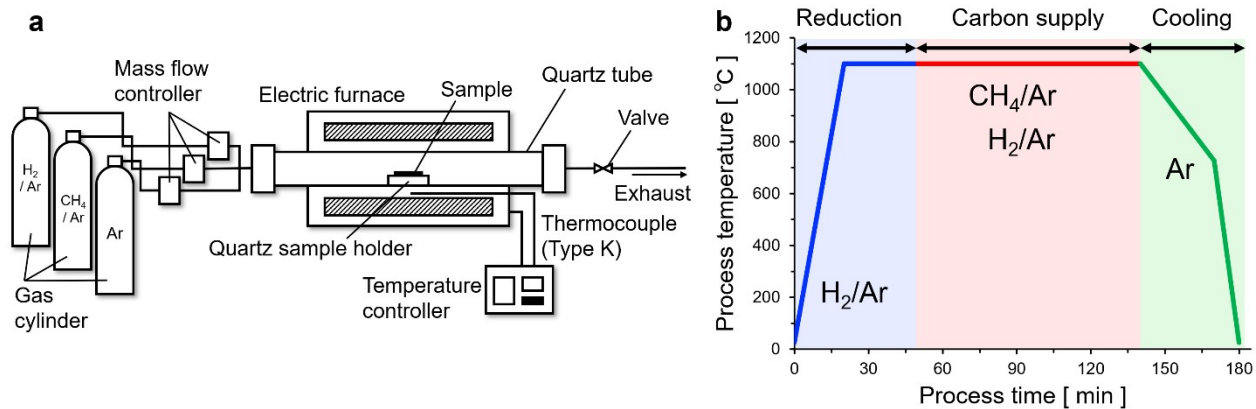 a
Mass flow
controller
Electric furnace
Sample
Quartz tube
Valve
H2
/ Ar
CH4
/ Ar
Ar
Exhaust
Quartz sample holder
Thermocouple
(Type K)
Gas
cylinder
Temperature
controller
b
Reduction
Carbon supply
Cooling
Process temperature [ °C ]
1200
1000
800
600
400
200
0
CH4/Ar
H2/Ar
Ar
H2/Ar
0 30 60 90 120 150 180
Process time [ min ]